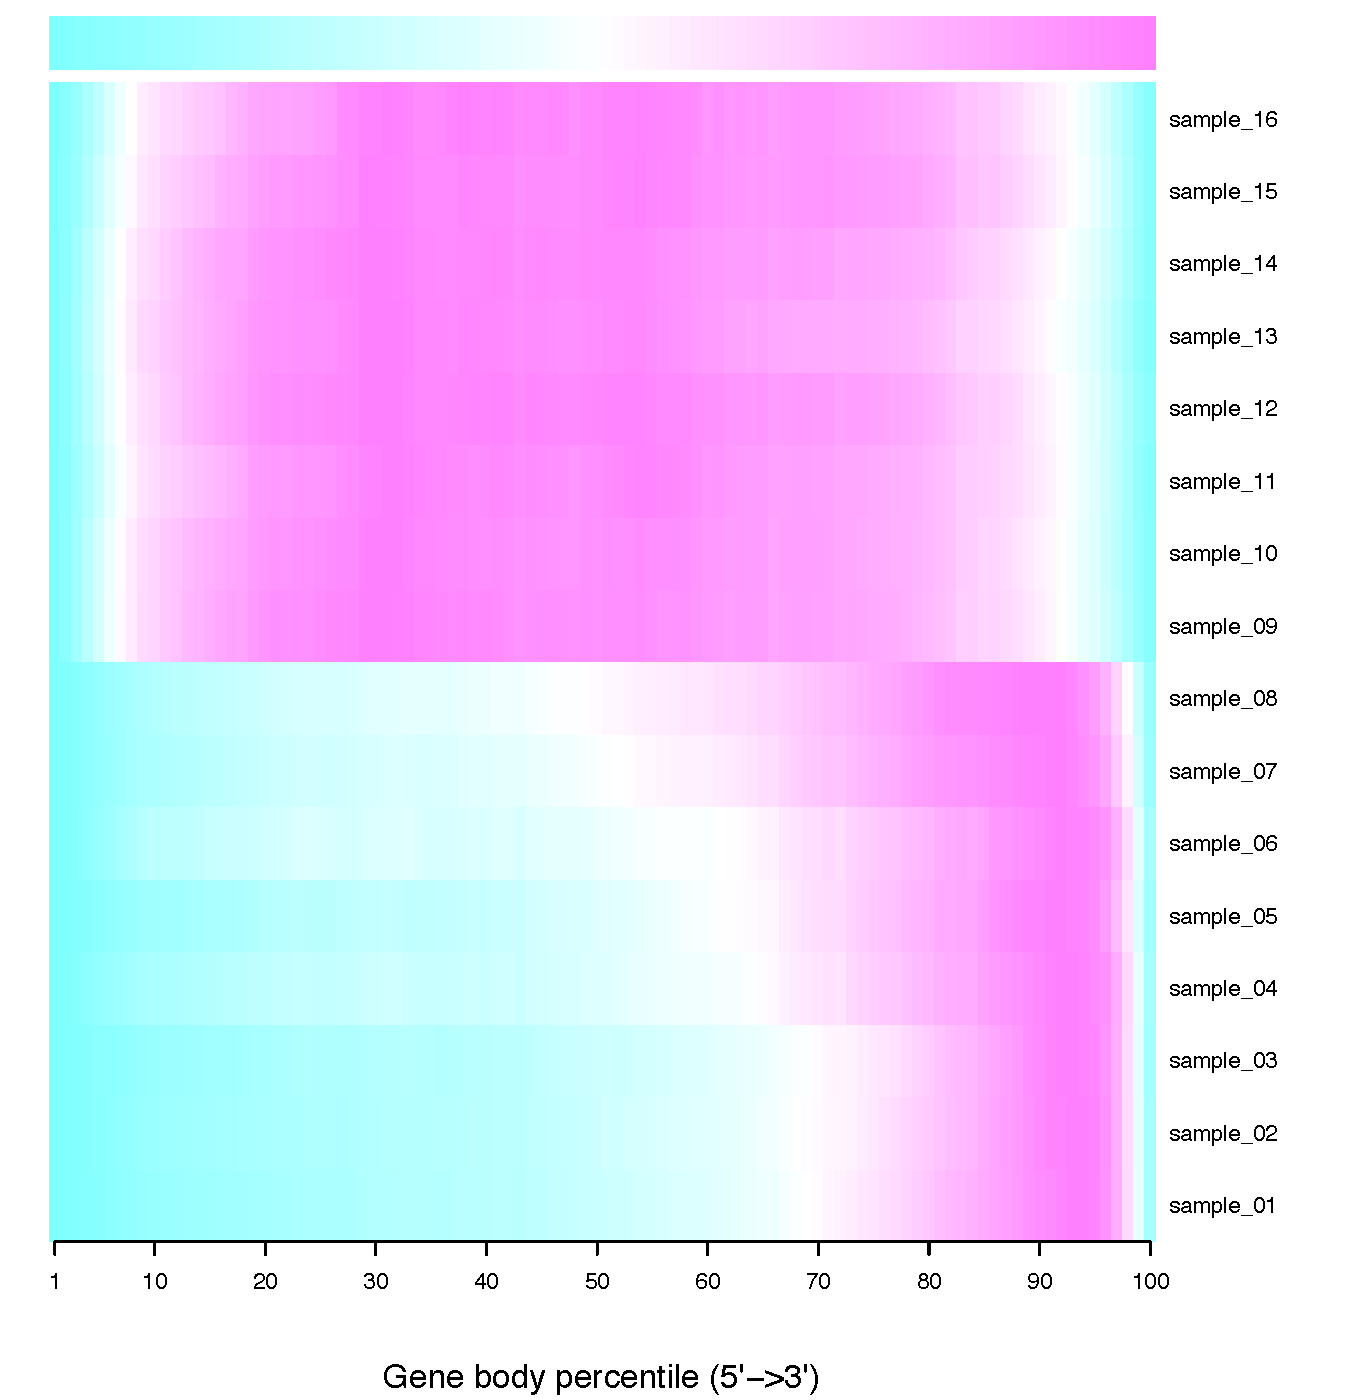 sample_16
sample_15
sample_14
sample_13
sample_12
sample_11
sample_10
sample_09
sample_08
sample_07
sample_06
sample_05
sample_04
sample_03
sample_02
sample_01
1 10 20 30 40 50 60 70 80 90 100
Gene body percentile (5'−>3')